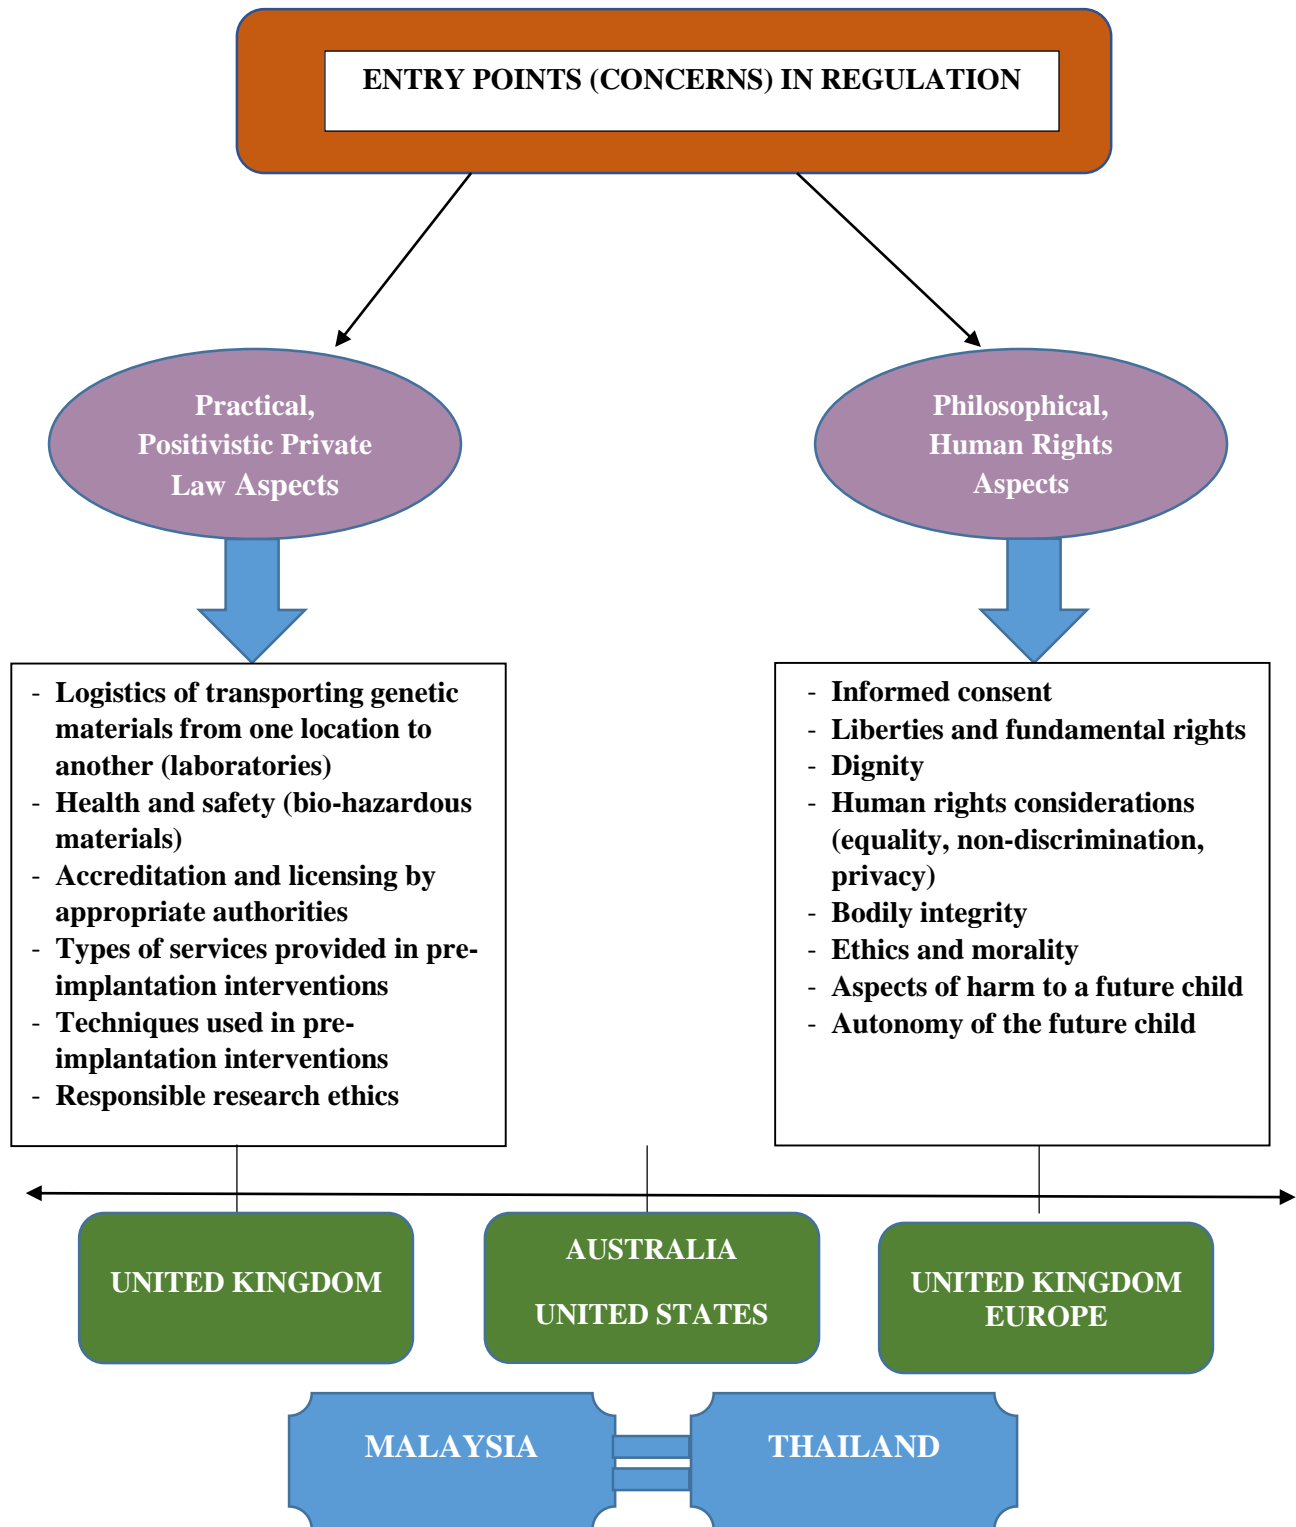 ENTRY POINTS (CONCERNS) IN REGULATION
Practical,
Positivistic Private
Law Aspects
Philosophical,
Human Rights
Aspects
- Logistics of transporting genetic
materials from one location to
another (laboratories)
- Health and safety (bio-hazardous
materials)
- Accreditation and licensing by
appropriate authorities
- Types of services provided in pre-
implantation interventions
- Techniques used in pre-
implantation interventions
- Responsible research ethics
- Informed consent
- Liberties and fundamental rights
- Dignity
- Human rights considerations
(equality, non-discrimination,
privacy)
- Bodily integrity
- Ethics and morality
- Aspects of harm to a future child
- Autonomy of the future child
UNITED KINGDOM
AUSTRALIA
UNITED STATES
UNITED KINGDOM
EUROPE
MALAYSIA
THAILAND